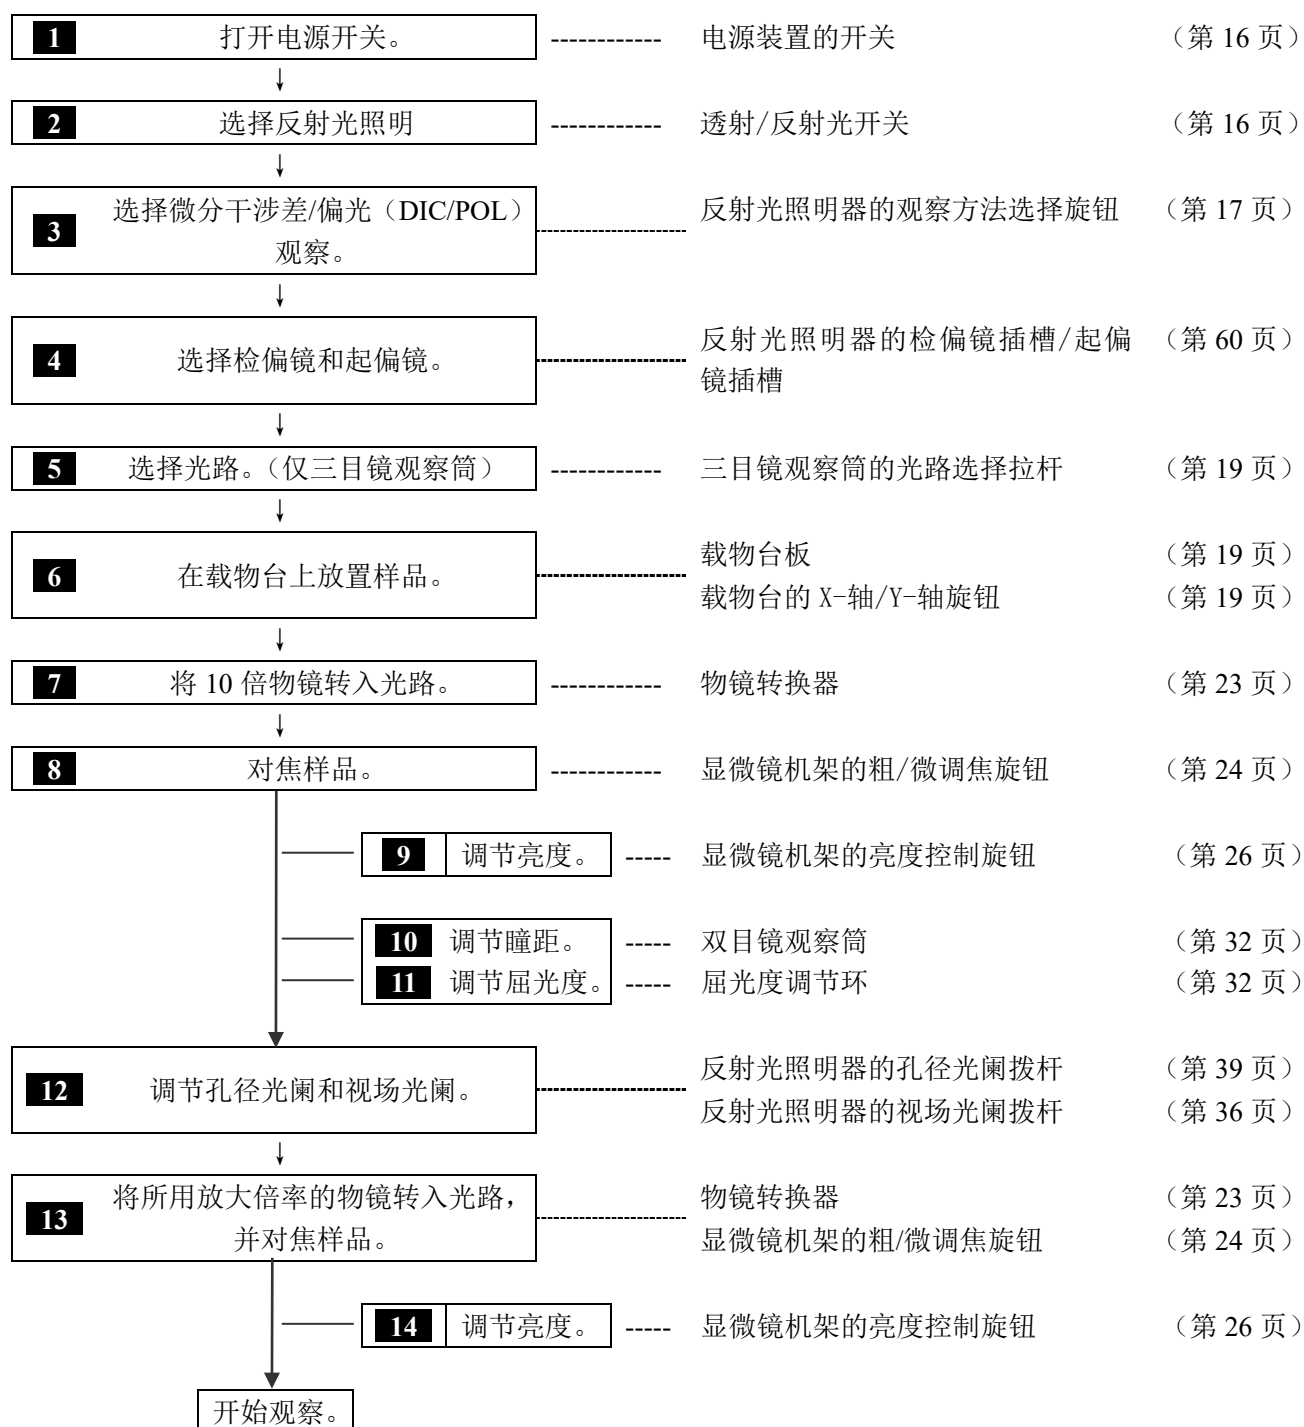 1 打开电源开关。 ------------ 电源装置的开关 （第 16 页）
↓
2 选择反射光照明 ------------ 透射/反射光开关 （第 16 页）
↓
3 选择微分干涉差/偏光（DIC/POL） 反射光照明器的观察方法选择旋钮 （第 17 页）
观察。
↓
4 选择检偏镜和起偏镜。 反射光照明器的检偏镜插槽/起偏 （第 60 页）
镜插槽
↓
5 选择光路。（仅三目镜观察筒） ------------ 三目镜观察筒的光路选择拉杆 （第 19 页）
↓
6 在载物台上放置样品。 载物台板 （第 19 页）
载物台的 X-轴/Y-轴旋钮 （第 19 页）
↓
7 将 10 倍物镜转入光路。 ------------ 物镜转换器 （第 23 页）
↓
8 对焦样品。 ------------ 显微镜机架的粗/微调焦旋钮 （第 24 页）
9 调节亮度。 ----- 显微镜机架的亮度控制旋钮 （第 26 页）
10 调节瞳距。 ----- 双目镜观察筒 （第 32 页）
11 调节屈光度。 ----- 屈光度调节环 （第 32 页）
12 调节孔径光阑和视场光阑。 反射光照明器的孔径光阑拨杆 （第 39 页）
反射光照明器的视场光阑拨杆 （第 36 页）
↓
13 将所用放大倍率的物镜转入光路， 物镜转换器 （第 23 页）
并对焦样品。 显微镜机架的粗/微调焦旋钮 （第 24 页）
14 调节亮度。 ----- 显微镜机架的亮度控制旋钮 （第 26 页）
开始观察。